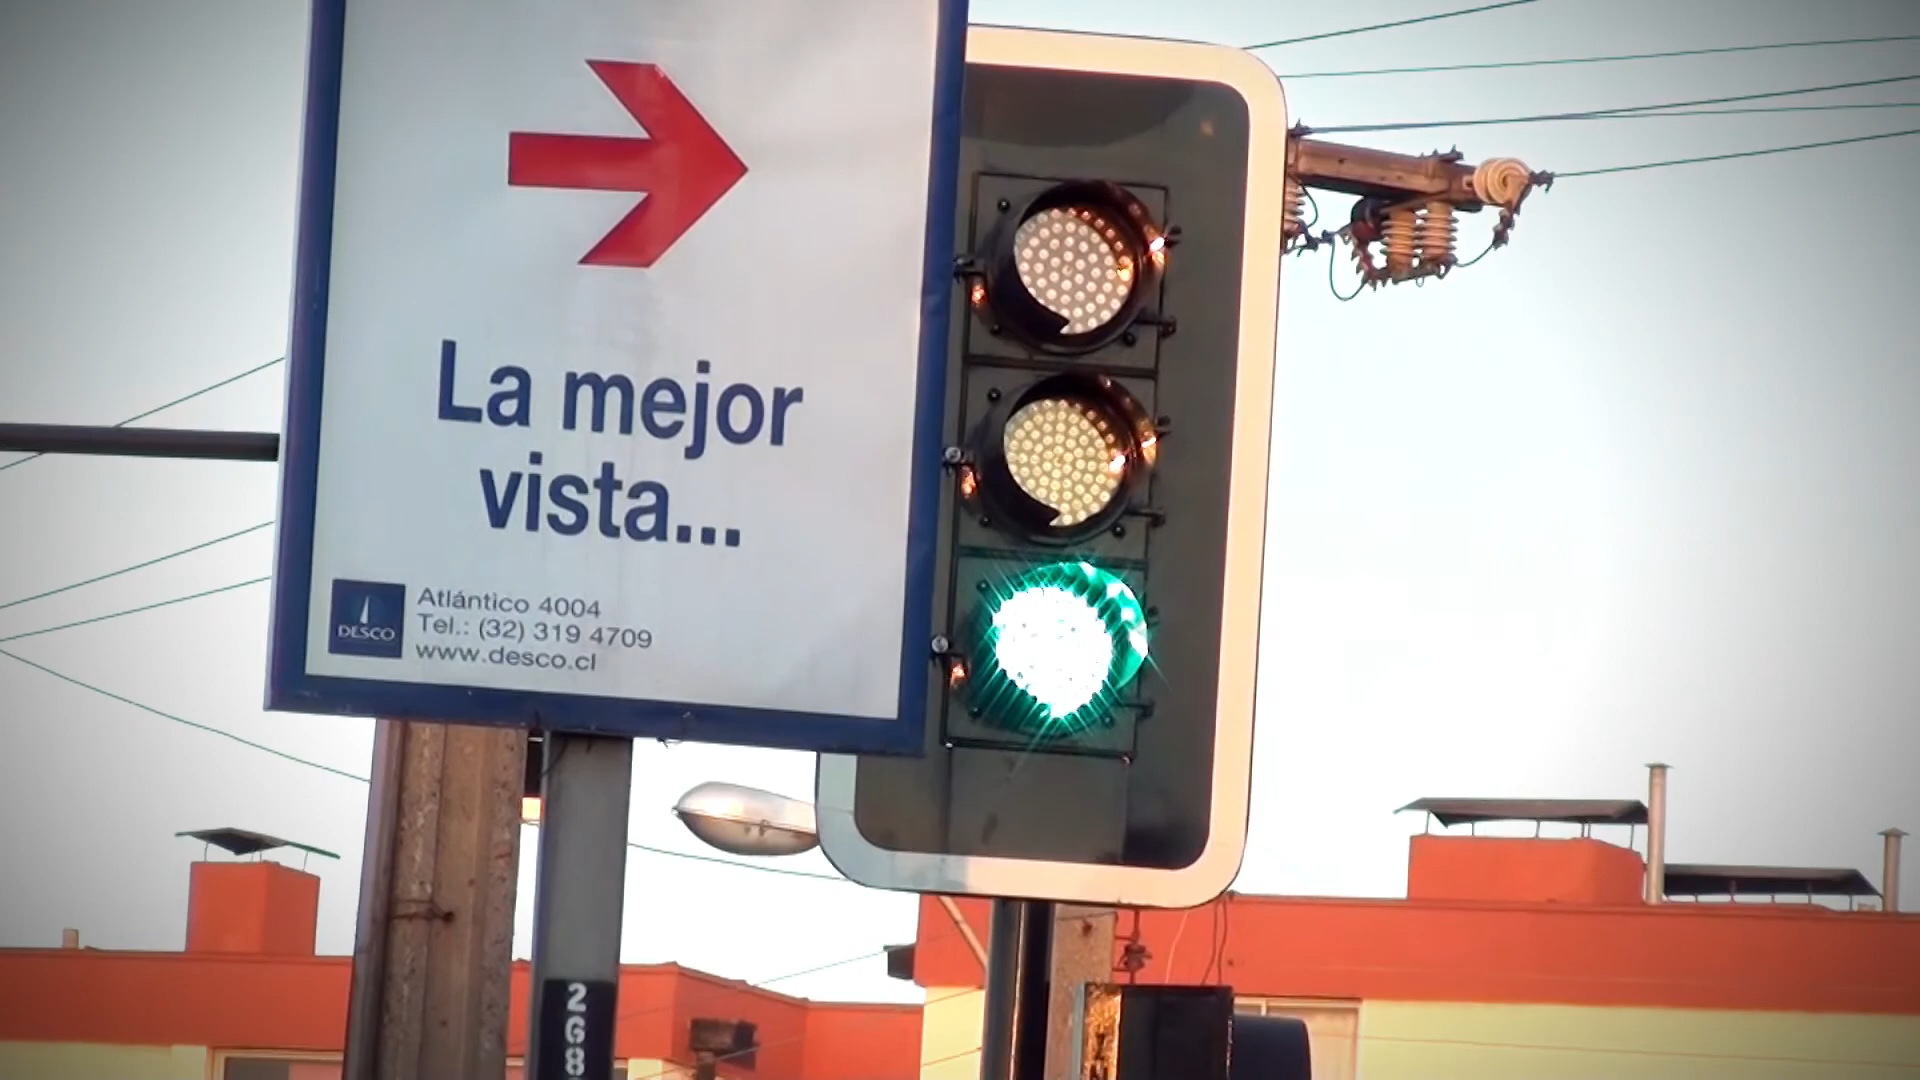 La mejor
vista...
DESCO
Atlántico 4004
Tel.: (32) 319 4709
www.desco.cl
268